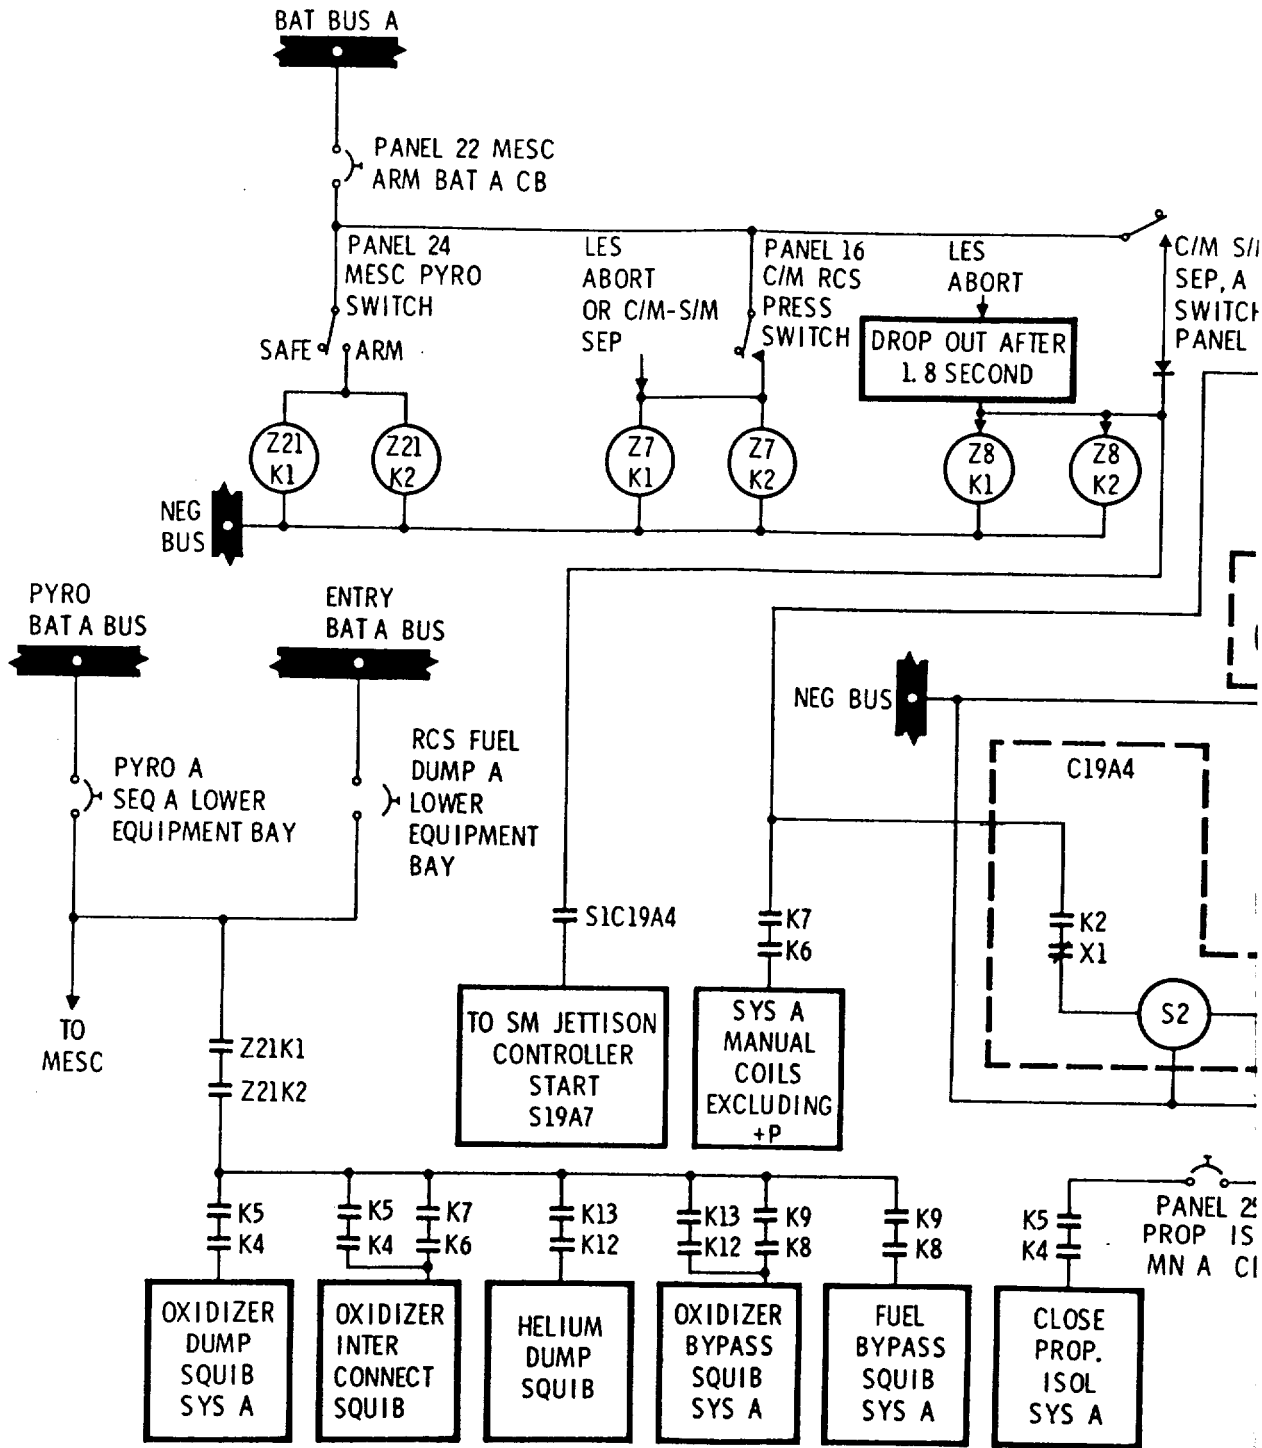 BAT BUS A
PANEL 22 MESC
ARM BAT A CB
PANEL 24
MESC PYRO
SWITCH
SAFE
ARM
LES
ABORT
OR C/M-S/M
SEP
PANEL 16
C/M RCS
PRESS
SWITCH
LES
ABORT
DROP OUT AFTER
1.8 SECOND
C/M
SEP, A
PANEL
Z21
K1
Z21
K2
Z7
K1
Z7
K2
Z8
K1
Z8
K2
NEG
BUS
PYRO
BAT A BUS
ENTRY
BAT A BUS
NEG BUS
PYRO A
SEQ A LOWER
EQUIPMENT BAY
RCS FUEL
DUMP A
LOWER
EQUIPMENT
BAY
C19A4
S1C19A4
K7
K6
K2
X1
S2
TO
MESC
Z21K1
Z21K2
TO SM JETTISON
CONTROLLER
START
S19A7
SYS A
MANUAL
COILS
EXCLUDING
+P
K5
K4
K5
K4
K7
K6
K13
K12
K13
K12
K9
K8
K9
K8
K5
K4
PANEL
PROP
MN A
OXIDIZER
DUMP
SQUIB
SYS A
OXIDIZER
INTER
CONNECT
SQUIB
HELIUM
DUMP
SQUIB
OXIDIZER
BYPASS
SQUIB
SYS A
FUEL
BYPASS
SQUIB
SYS A
CLOSE
PROP.
ISOL
SYS A